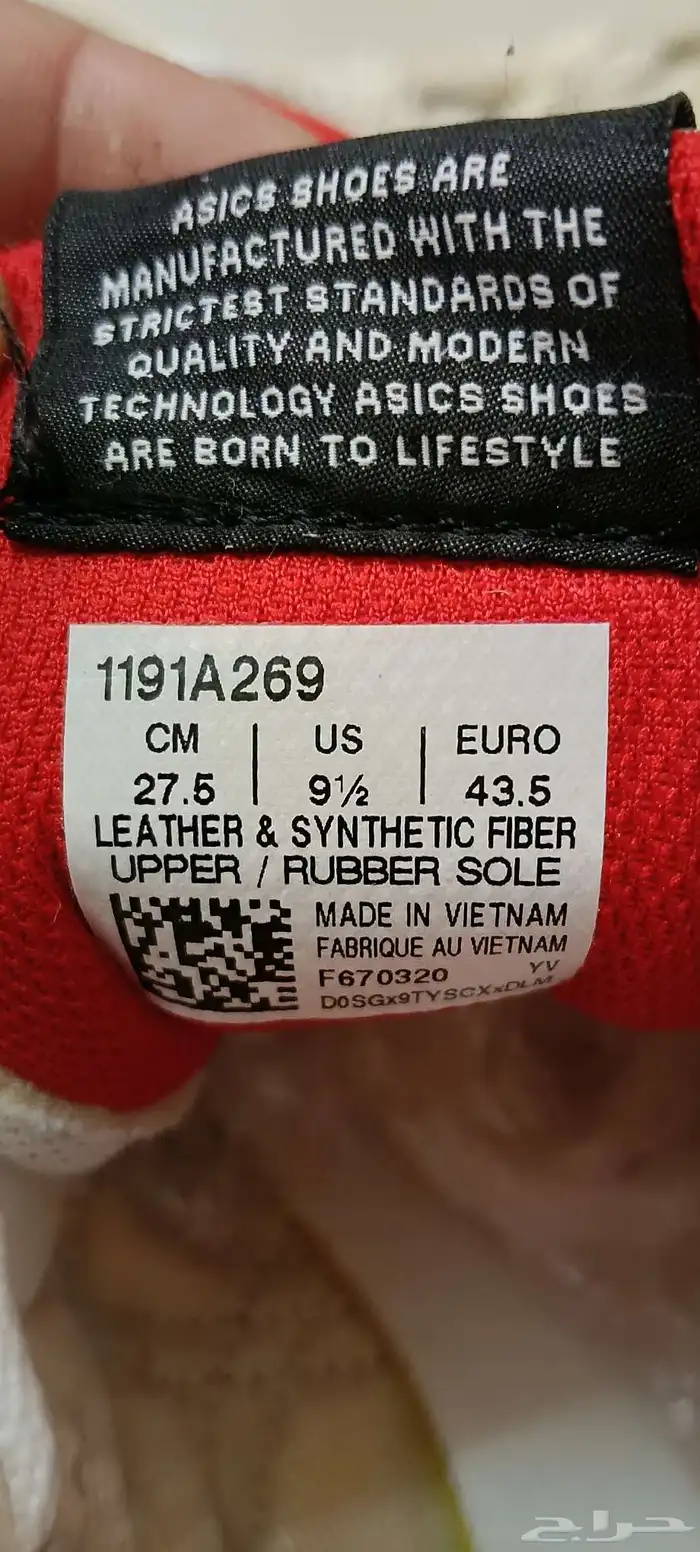 ASICS SHOES ARE
MANUFACTURED WITH THE
STRICTEST STANDARDS OF
QUALITY AND MODERN
TECHNOLOGY ASICS SHOES
ARE BORN TO LIFESTYLE
1191A269
CM | US | EURO
27.5 | 9½ | 43.5
LEATHER & SYNTHETIC FIBER
UPPER / RUBBER SOLE
MADE IN VIETNAM
FABRIQUE AU VIETNAM
F670320 YV
D0SGx9TYSCXxDLM
حراج